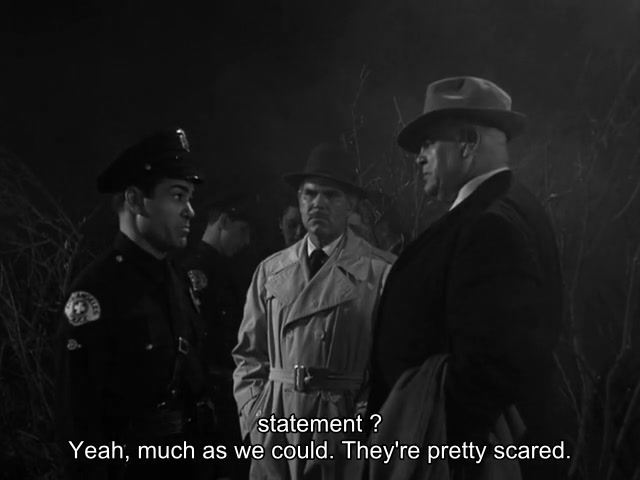 statement ?
Yeah, much as we could. They're pretty scared.